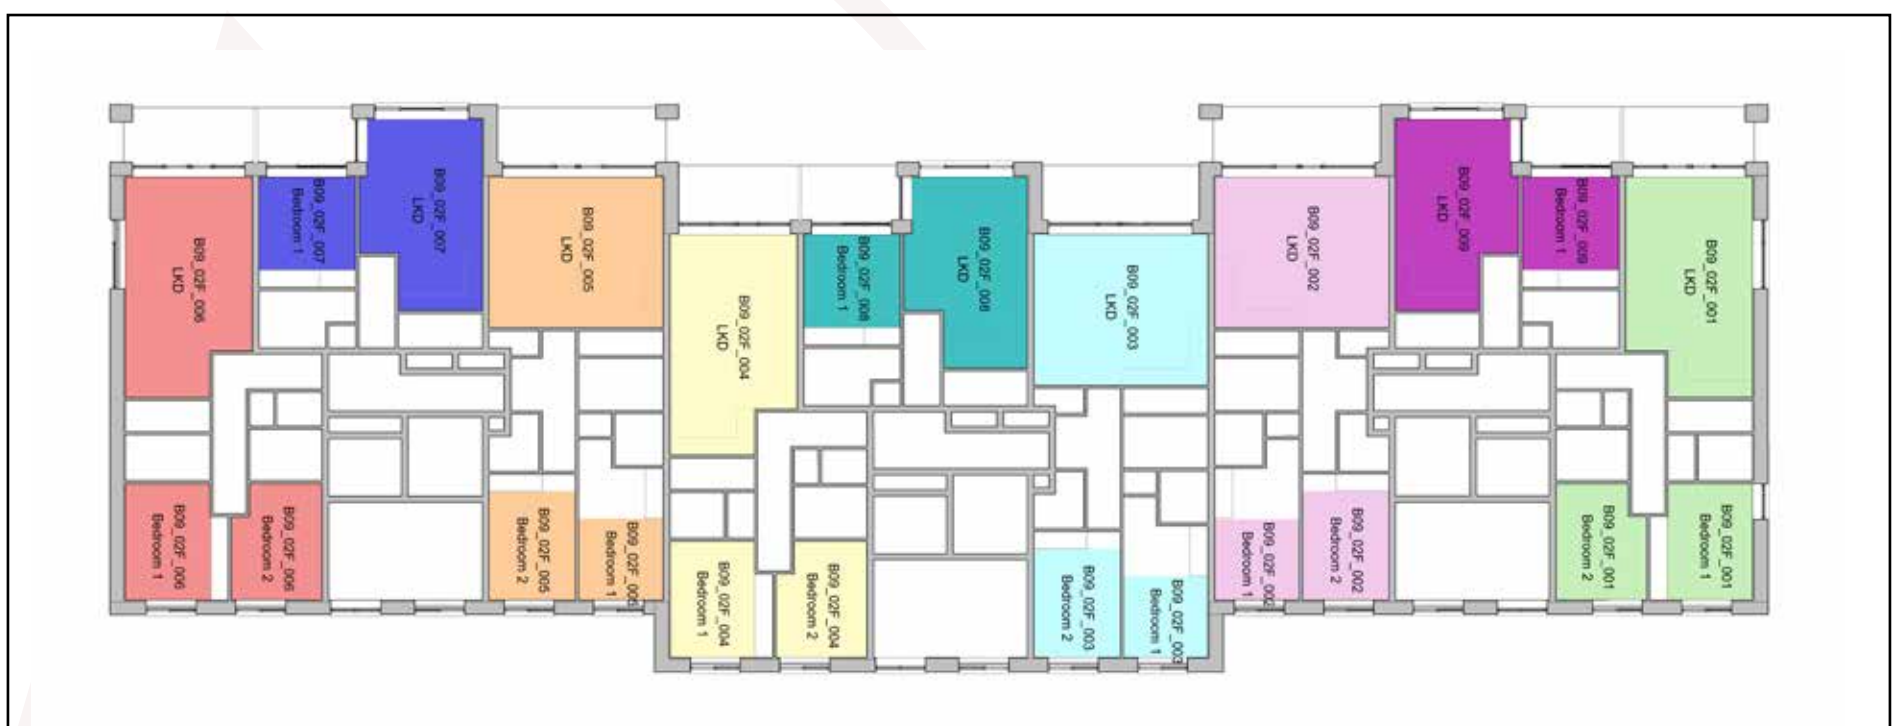 B09_02F_006
LKD
B09_02F_007
Bedroom 1
B09_02F_007
LKD
B09_02F_005
LKD
B09_02F_004
LKD
B09_02F_008
Bedroom 1
B09_02F_008
LKD
B09_02F_003
LKD
B09_02F_002
LKD
B09_02F_009
LKD
B09_02F_009
Bedroom 1
B09_02F_001
LKD
B09_02F_006
Bedroom 1
B09_02F_006
Bedroom 2
B09_02F_005
Bedroom 2
B09_02F_005
Bedroom 1
B09_02F_004
Bedroom 1
B09_02F_004
Bedroom 2
B09_02F_003
Bedroom 2
B09_02F_003
Bedroom 1
B09_02F_002
Bedroom 1
B09_02F_002
Bedroom 2
B09_02F_001
Bedroom 2
B09_02F_001
Bedroom 1